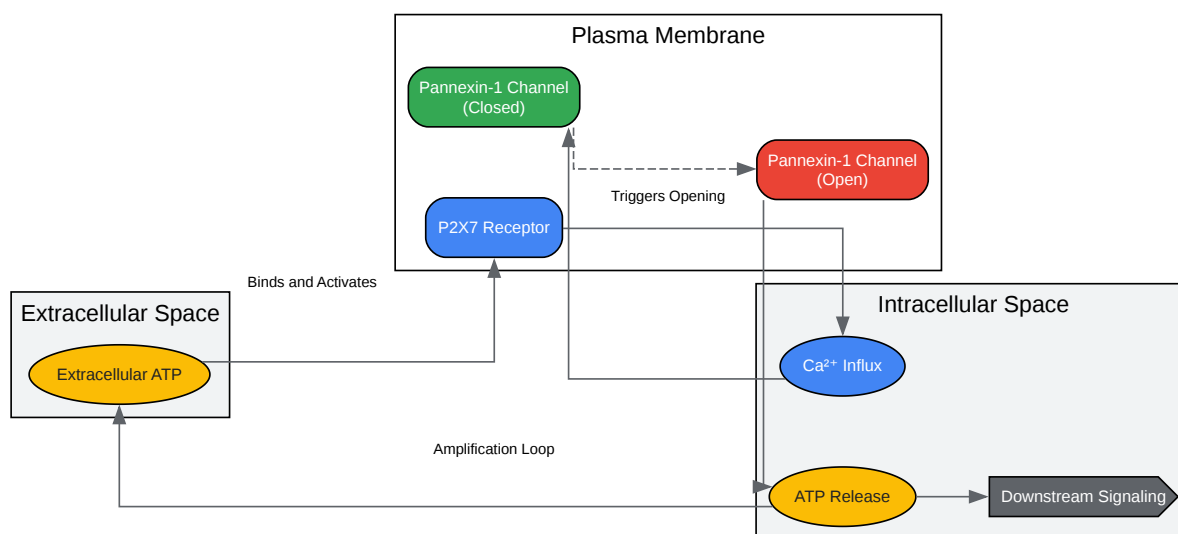 Plasma Membrane
Pannexin-1 Channel
(Closed)
Pannexin-1 Channel
(Open)
Triggers Opening
P2X7 Receptor
Binds and Activates
Extracellular Space
Intracellular Space
Extracellular ATP
Ca²⁺ Influx
Amplification Loop
ATP Release
Downstream Signaling